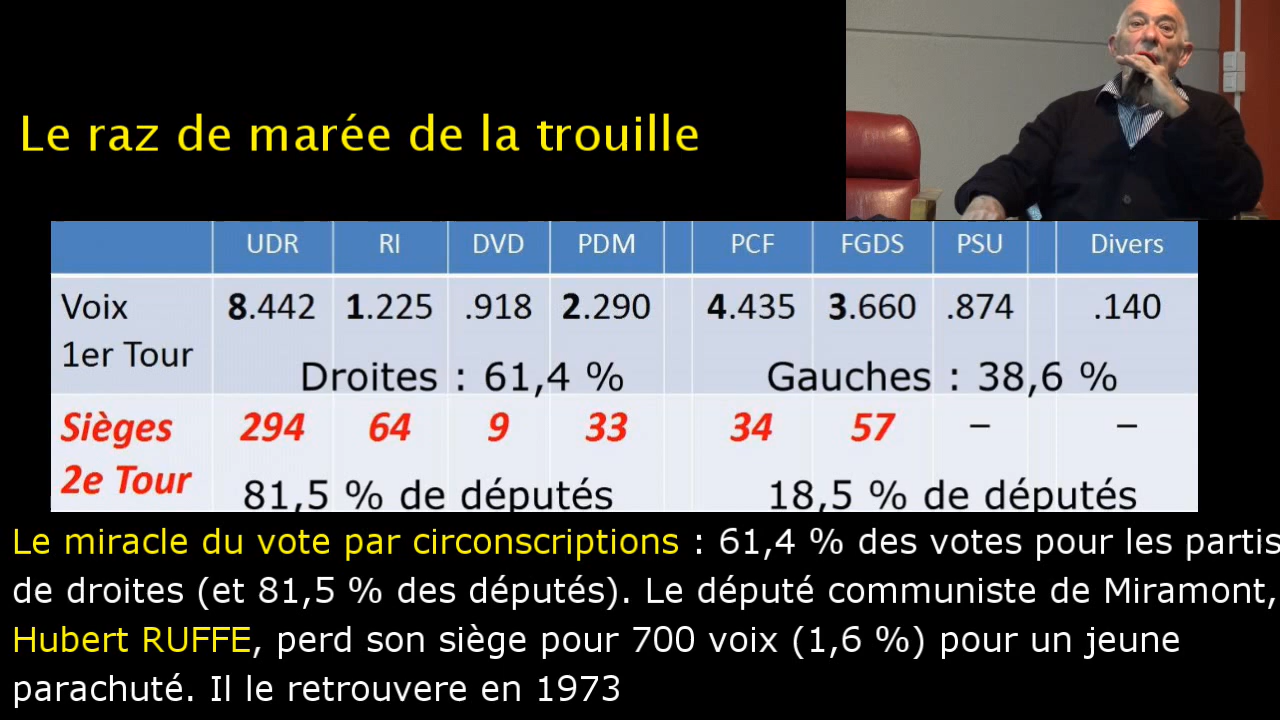 Le raz de marée de la trouille
UDR RI DVD PDM PCF FGDS PSU Divers
Voix 8.442 1.225 .918 2.290 4.435 3.660 .874 .140
1er Tour
Droites : 61,4 % Gauches : 38,6 %
Sièges 294 64 9 33 34 57 – –
2e Tour
81,5 % de députés 18,5 % de députés
Le miracle du vote par circonscriptions : 61,4 % des votes pour les partis
de droites (et 81,5 % des députés). Le député communiste de Miramont,
Hubert RUFFE, perd son siège pour 700 voix (1,6 %) pour un jeune
parachuté. Il le retrouvere en 1973